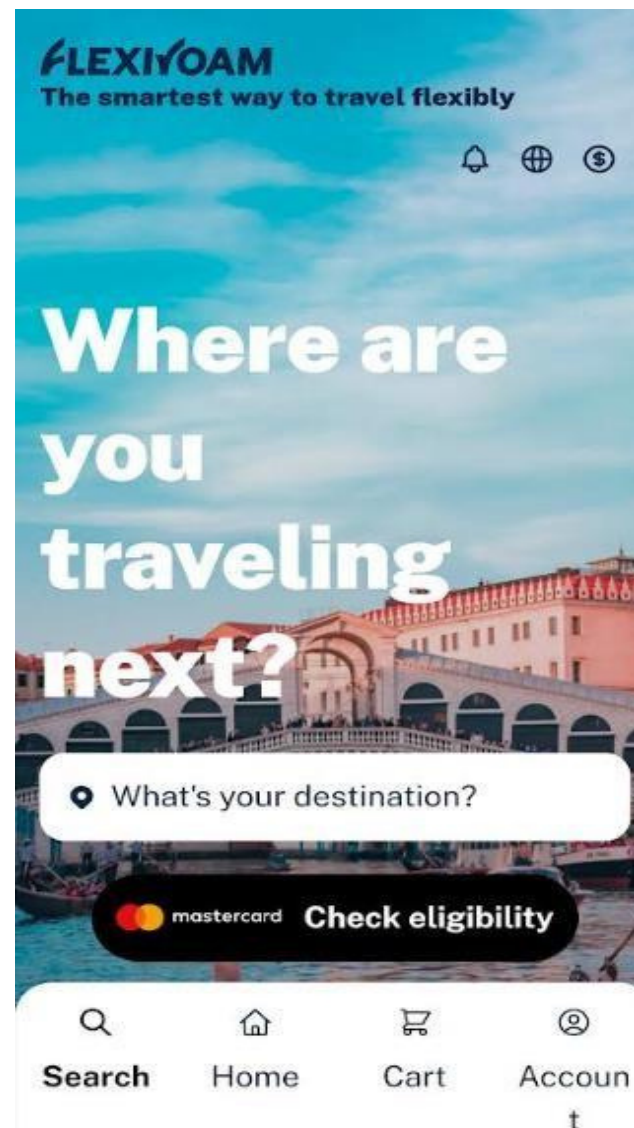 FLEXIROAM
The smartest way to travel flexibly
Where are
you
traveling
next?
What's your destination?
mastercard Check eligibility
Search Home Cart Accoun
t